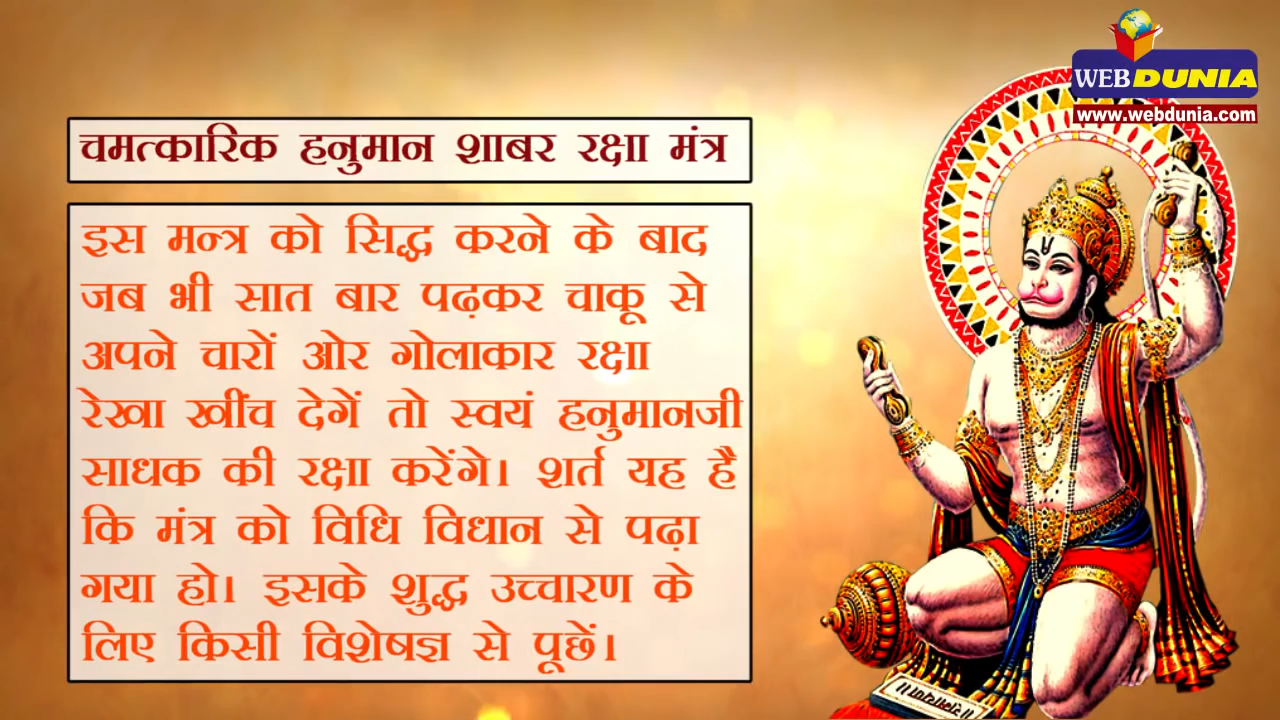 WEBDUNIA
www.webdunia.com
चमत्कारिक हनुमान शाबर रक्षा मंत्र
इस मन्त्र को सिद्ध करने के बाद
जब भी सात बार पढ़कर चाकू से
अपने चारों ओर गोलाकार रक्षा
रेखा खींच देगें तो स्वयं हनुमानजी
साधक की रक्षा करेंगे। शर्त यह है
कि मंत्र को विधि विधान से पढ़ा
गया हो। इसके शुद्ध उच्चारण के
लिए किसी विशेषज्ञ से पूछें।